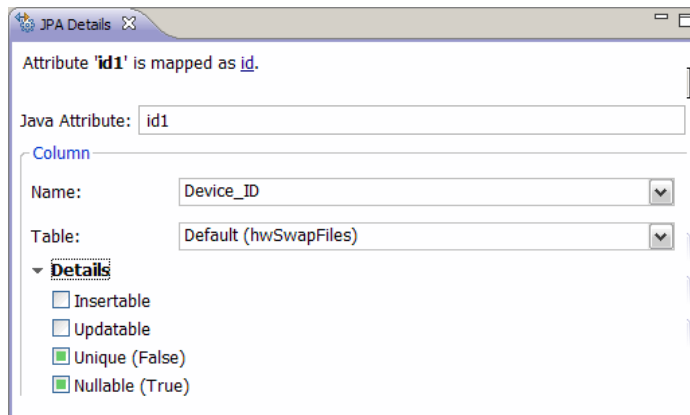 JPA Details
Attribute 'id1' is mapped as id.
Java Attribute: id1
Column
Name: Device_ID
Table: Default (hwSwapFiles)
Details
Insertable
Updatable
Unique (False)
Nullable (True)